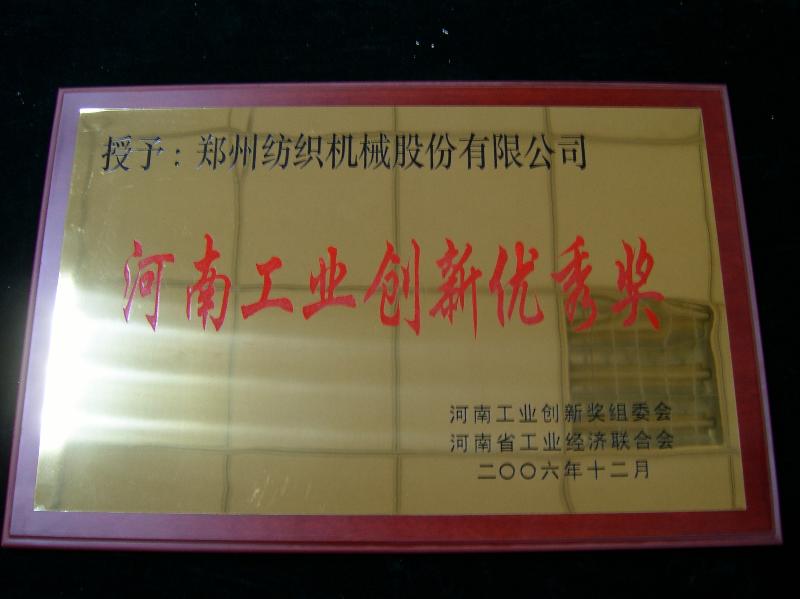 授予:郑州纺织机械股份有限公司
河南工业创新优秀奖
河南工业创新奖组委会
河南省工业经济联合会
二〇〇六年十二月